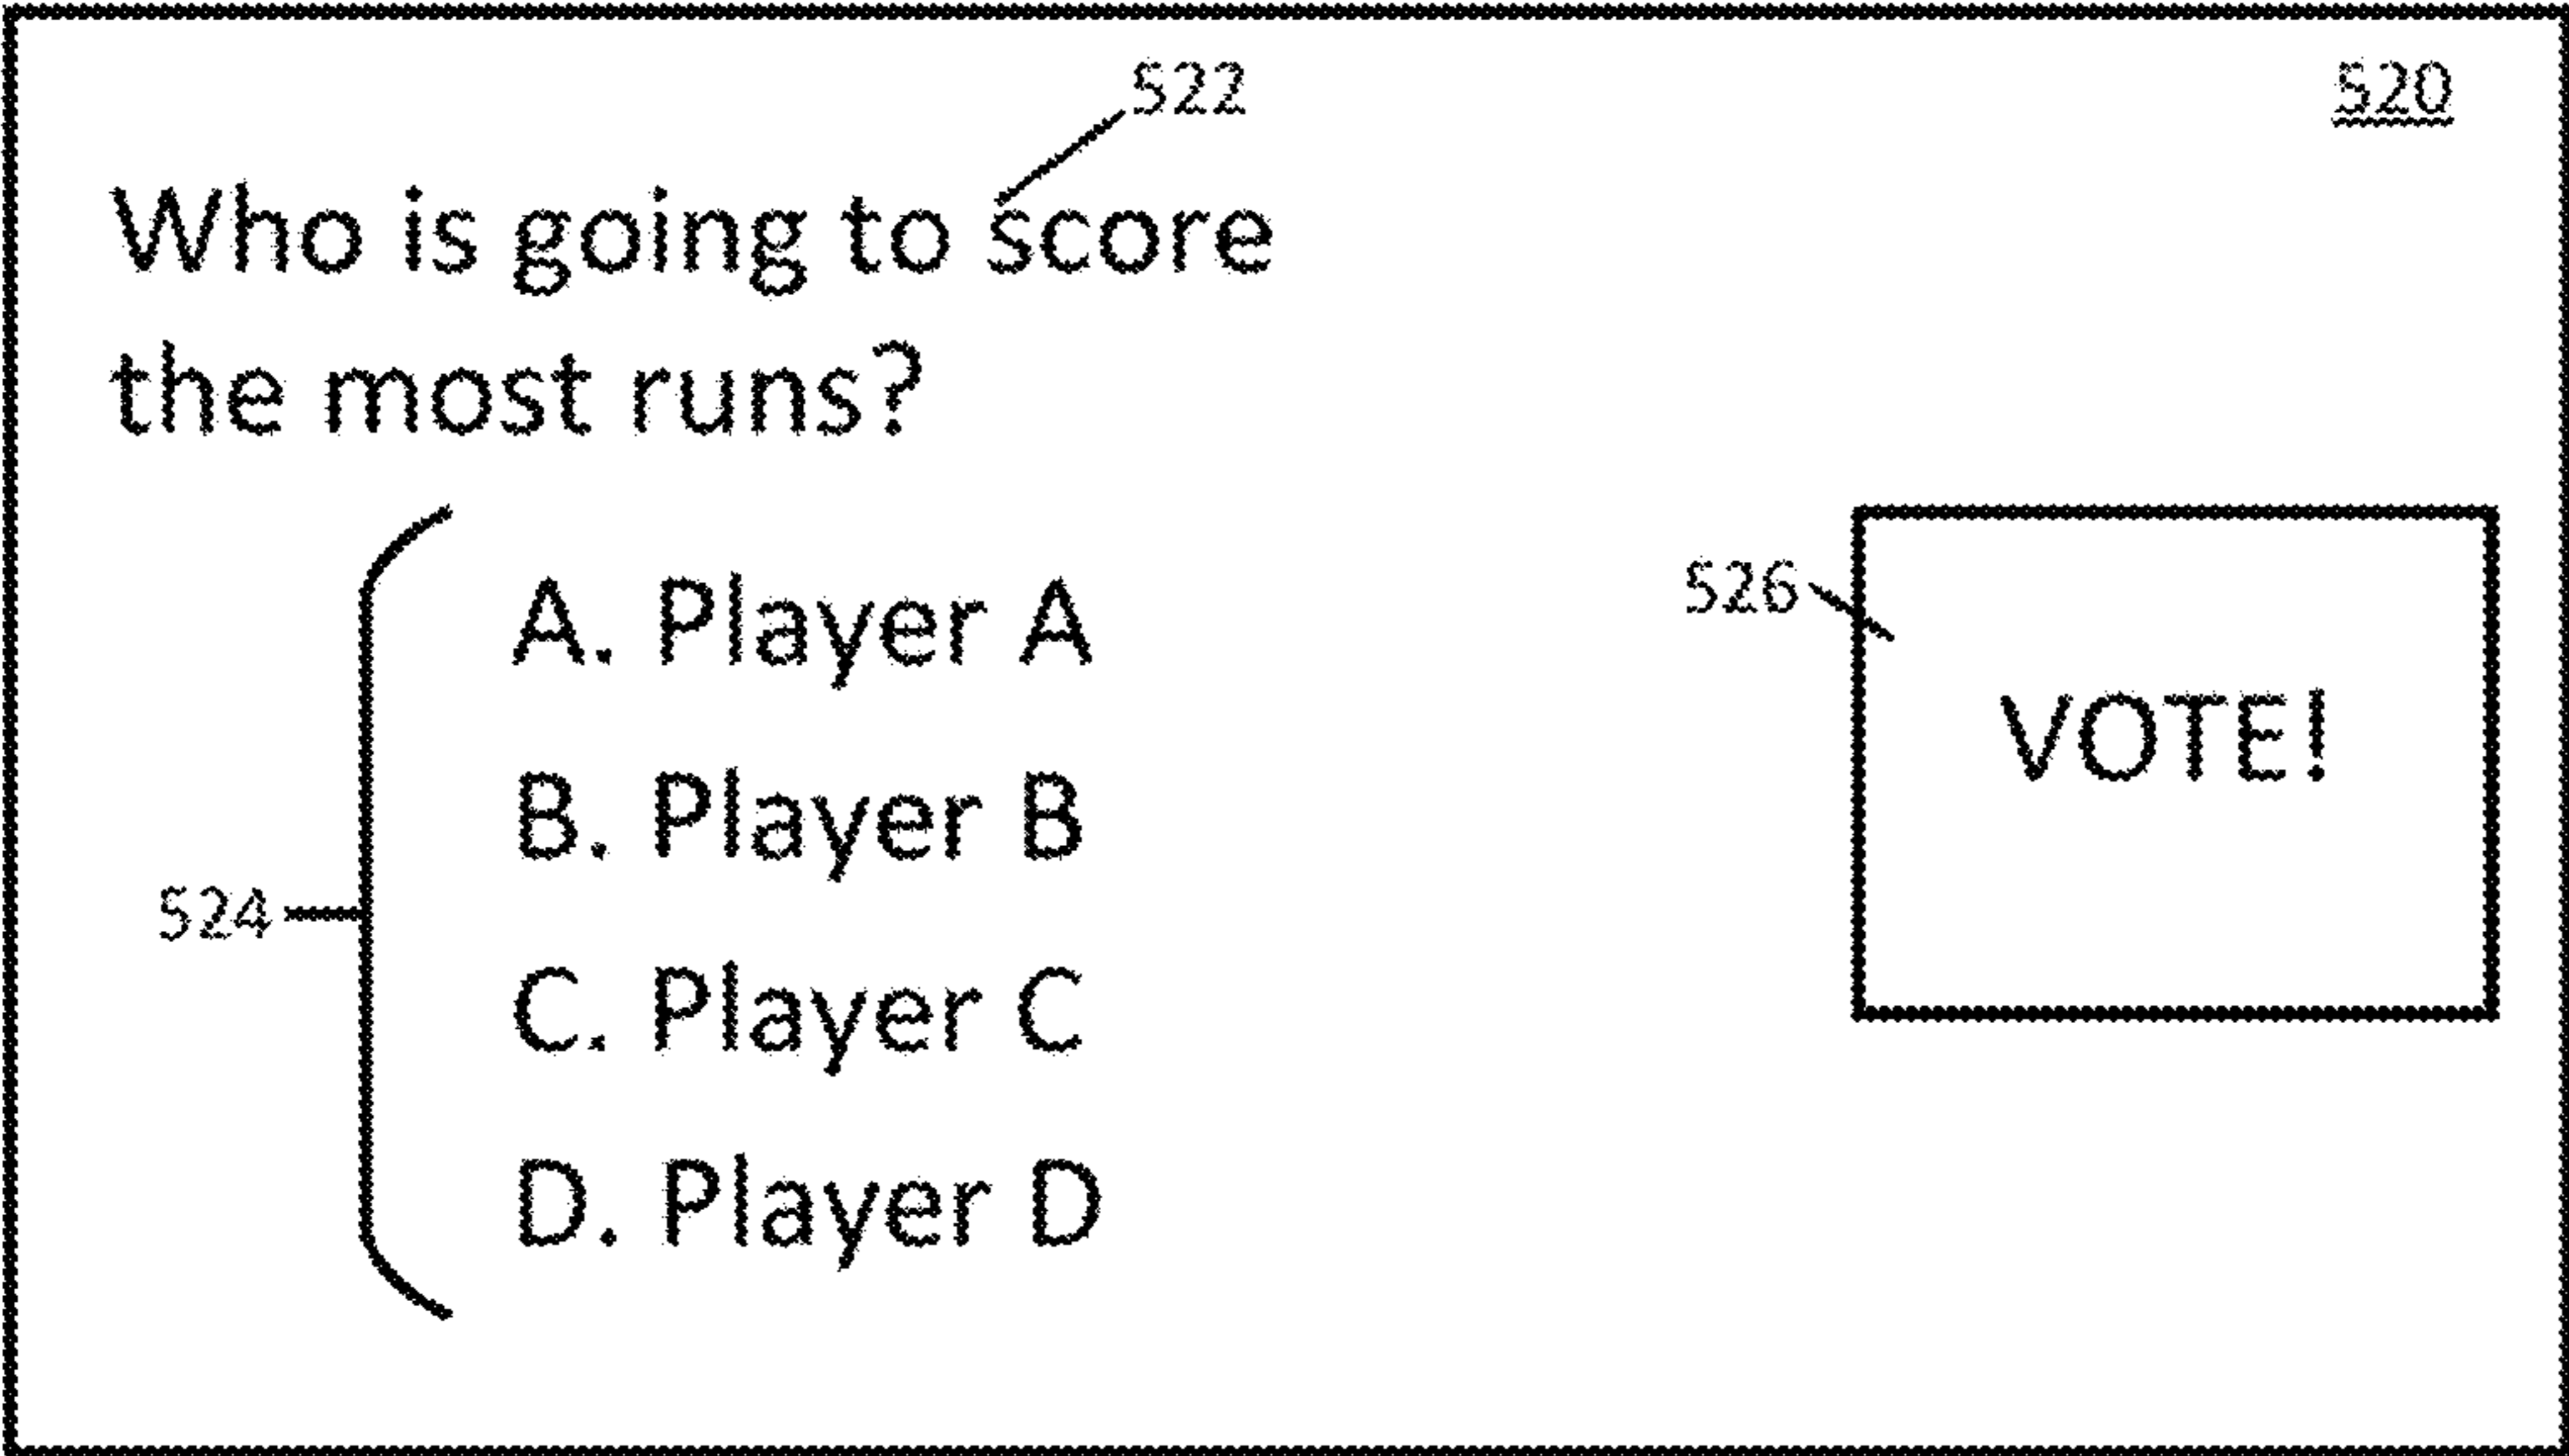 522
520
Who is going to score
the most runs?
A. Player A
526
VOTE!
B. Player B
524
C. Player C
D. Player D